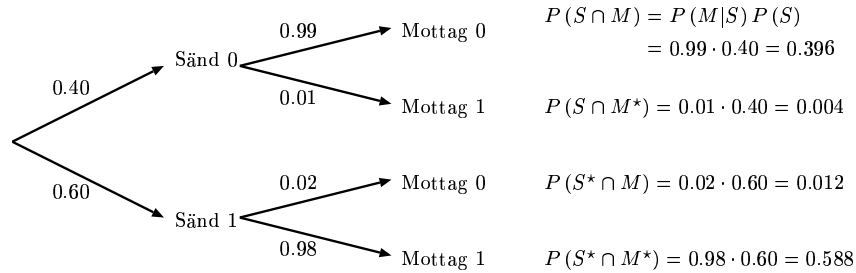 0.99 Mottag 0 P (S ∩ M) = P (M|S) P (S)
= 0.99 · 0.40 = 0.396
Sänd 0
0.40
0.01 Mottag 1 P (S ∩ M⋆) = 0.01 · 0.40 = 0.004
0.60
0.02 Mottag 0 P (S⋆ ∩ M) = 0.02 · 0.60 = 0.012
Sänd 1
0.98 Mottag 1 P (S⋆ ∩ M⋆) = 0.98 · 0.60 = 0.588